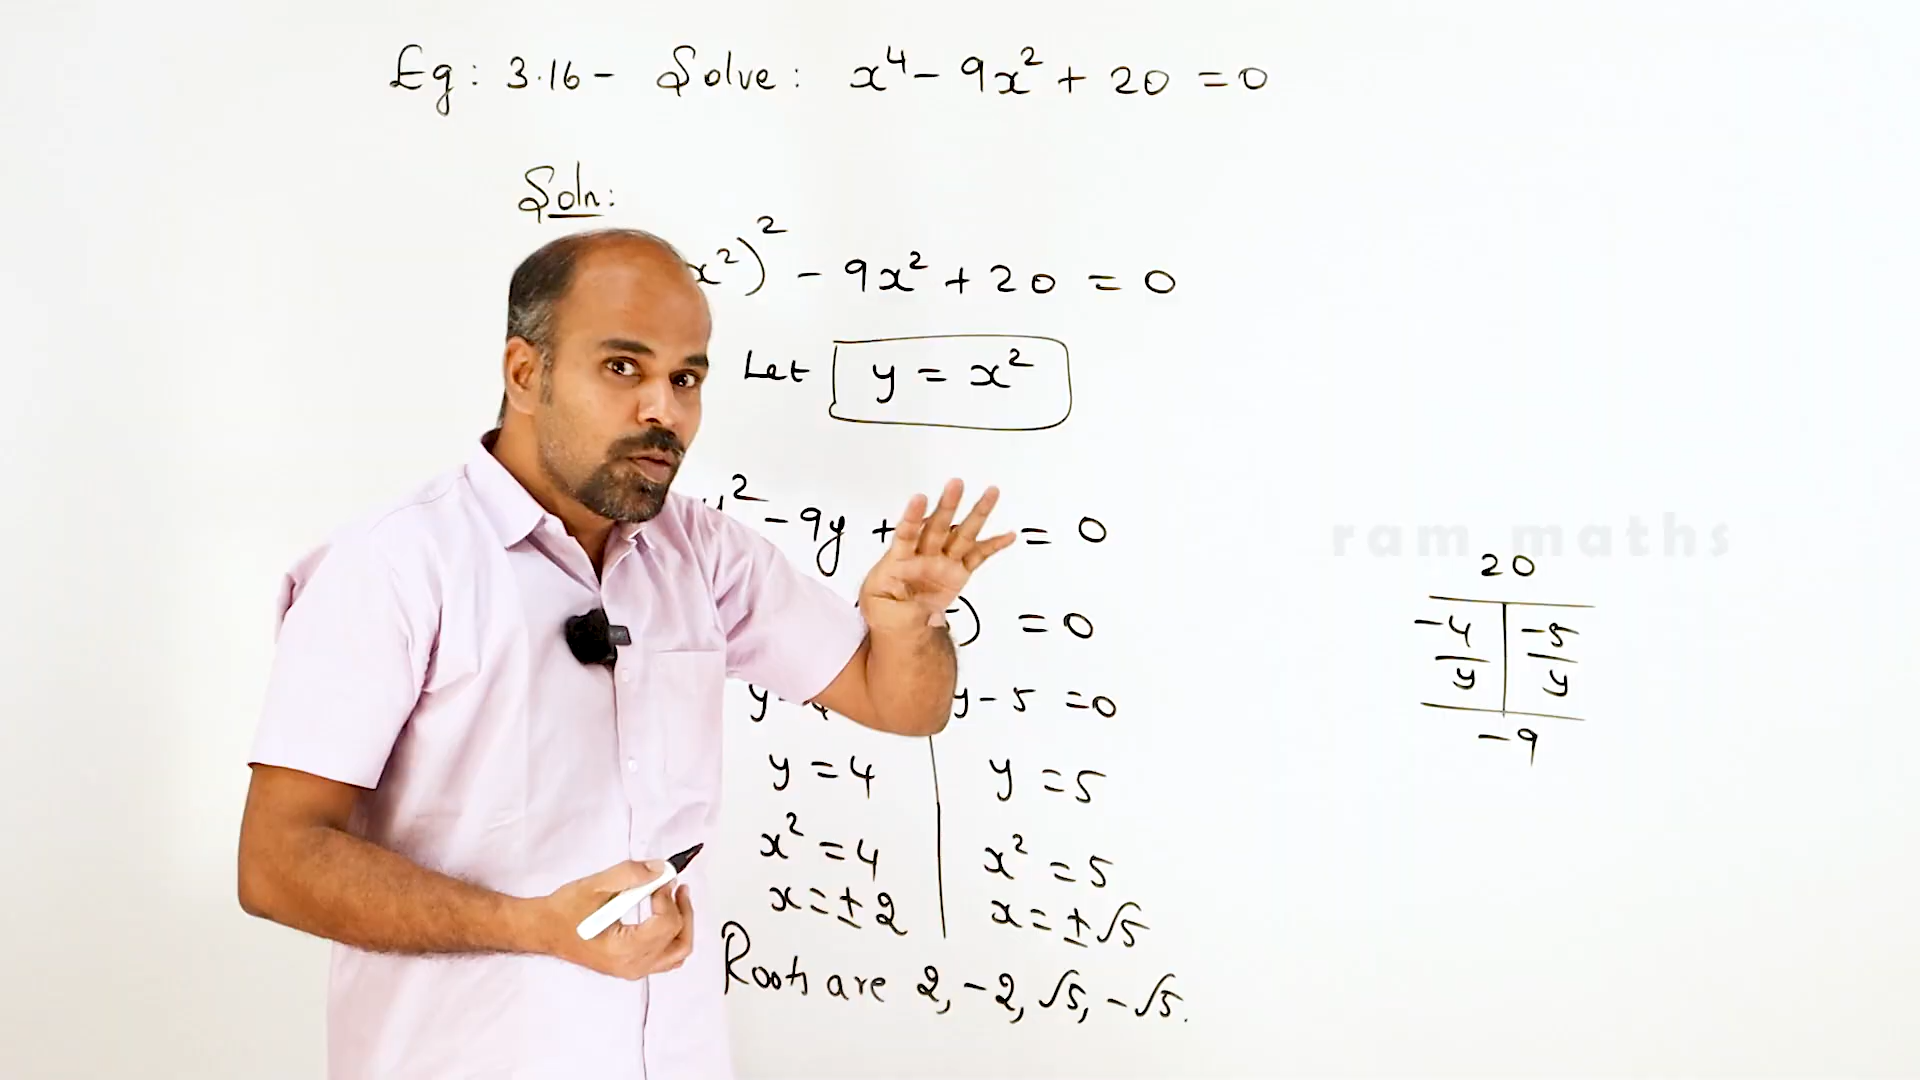 Eg: 3.16 - Solve: x⁴ - 9x² + 20 = 0
Soln:
x²)² - 9x² + 20 = 0
Let y = x²
y² - 9y + = 0
) = 0
y - 5 = 0
y = 4 y = 5
x² = 4 x² = 5
x = ± 2 x = ± √5
Roots are 2, -2, √5, -√5.
ram maths
20
-4/y -5/y
-9